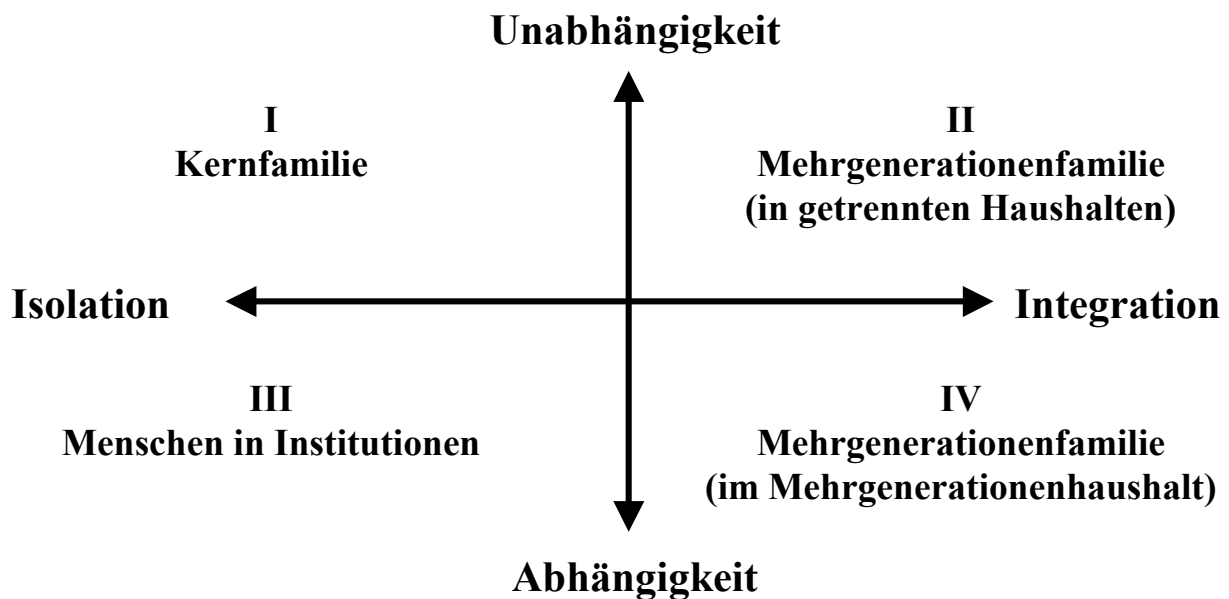 Unabhängigkeit
I
Kernfamilie
II
Mehrgenerationenfamilie
(in getrennten Haushalten)
Isolation
Integration
III
Menschen in Institutionen
IV
Mehrgenerationenfamilie
(im Mehrgenerationenhaushalt)
Abhängigkeit